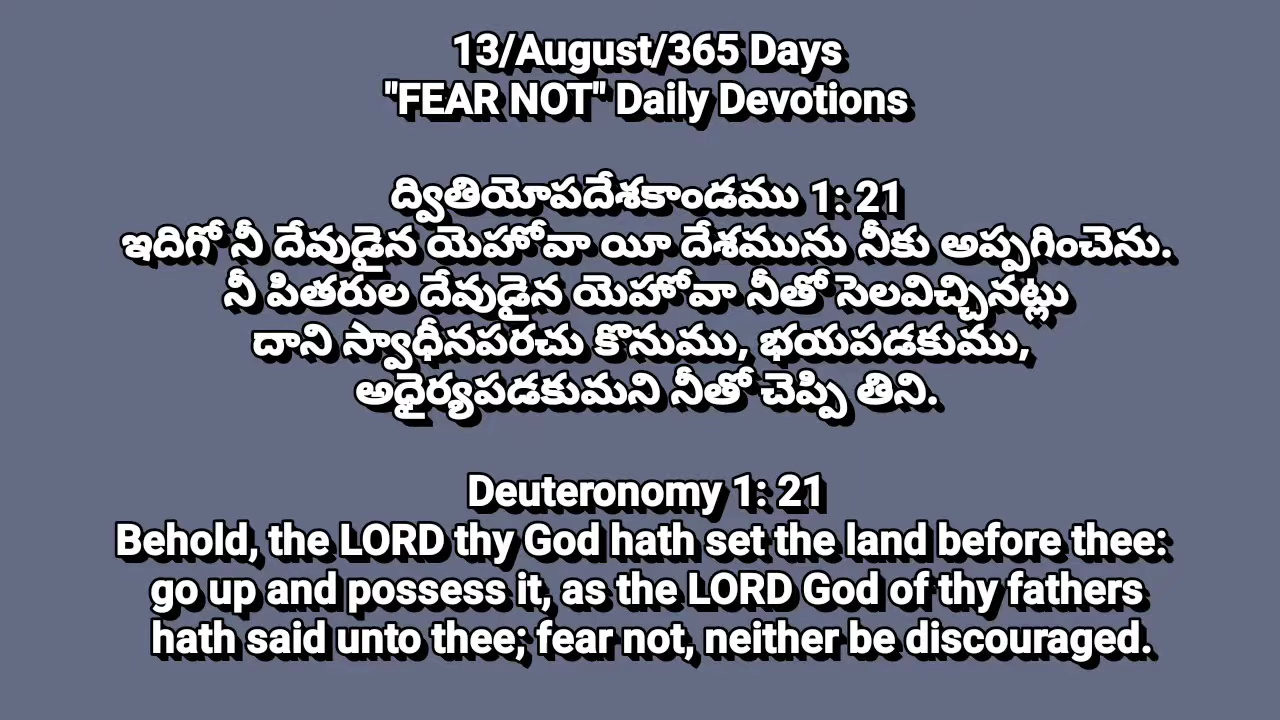 13/August/365 Days
"FEAR NOT" Daily Devotions
ద్వితియోపదేశకాండము 1: 21
ఇదిగో నీ దేవుడైన యెహోవా యీ దేశమును నీకు అప్పగించెను.
నీ పితరుల దేవుడైన యెహోవా నీతో సెలవిచ్చినట్లు
దాని స్వాధీనపరచు కొనుము, భయపడకుము,
అధైర్యపడకుమని నీతో చెప్పి తిని.
Deuteronomy 1: 21
Behold, the LORD thy God hath set the land before thee:
go up and possess it, as the LORD God of thy fathers
hath said unto thee; fear not, neither be discouraged.